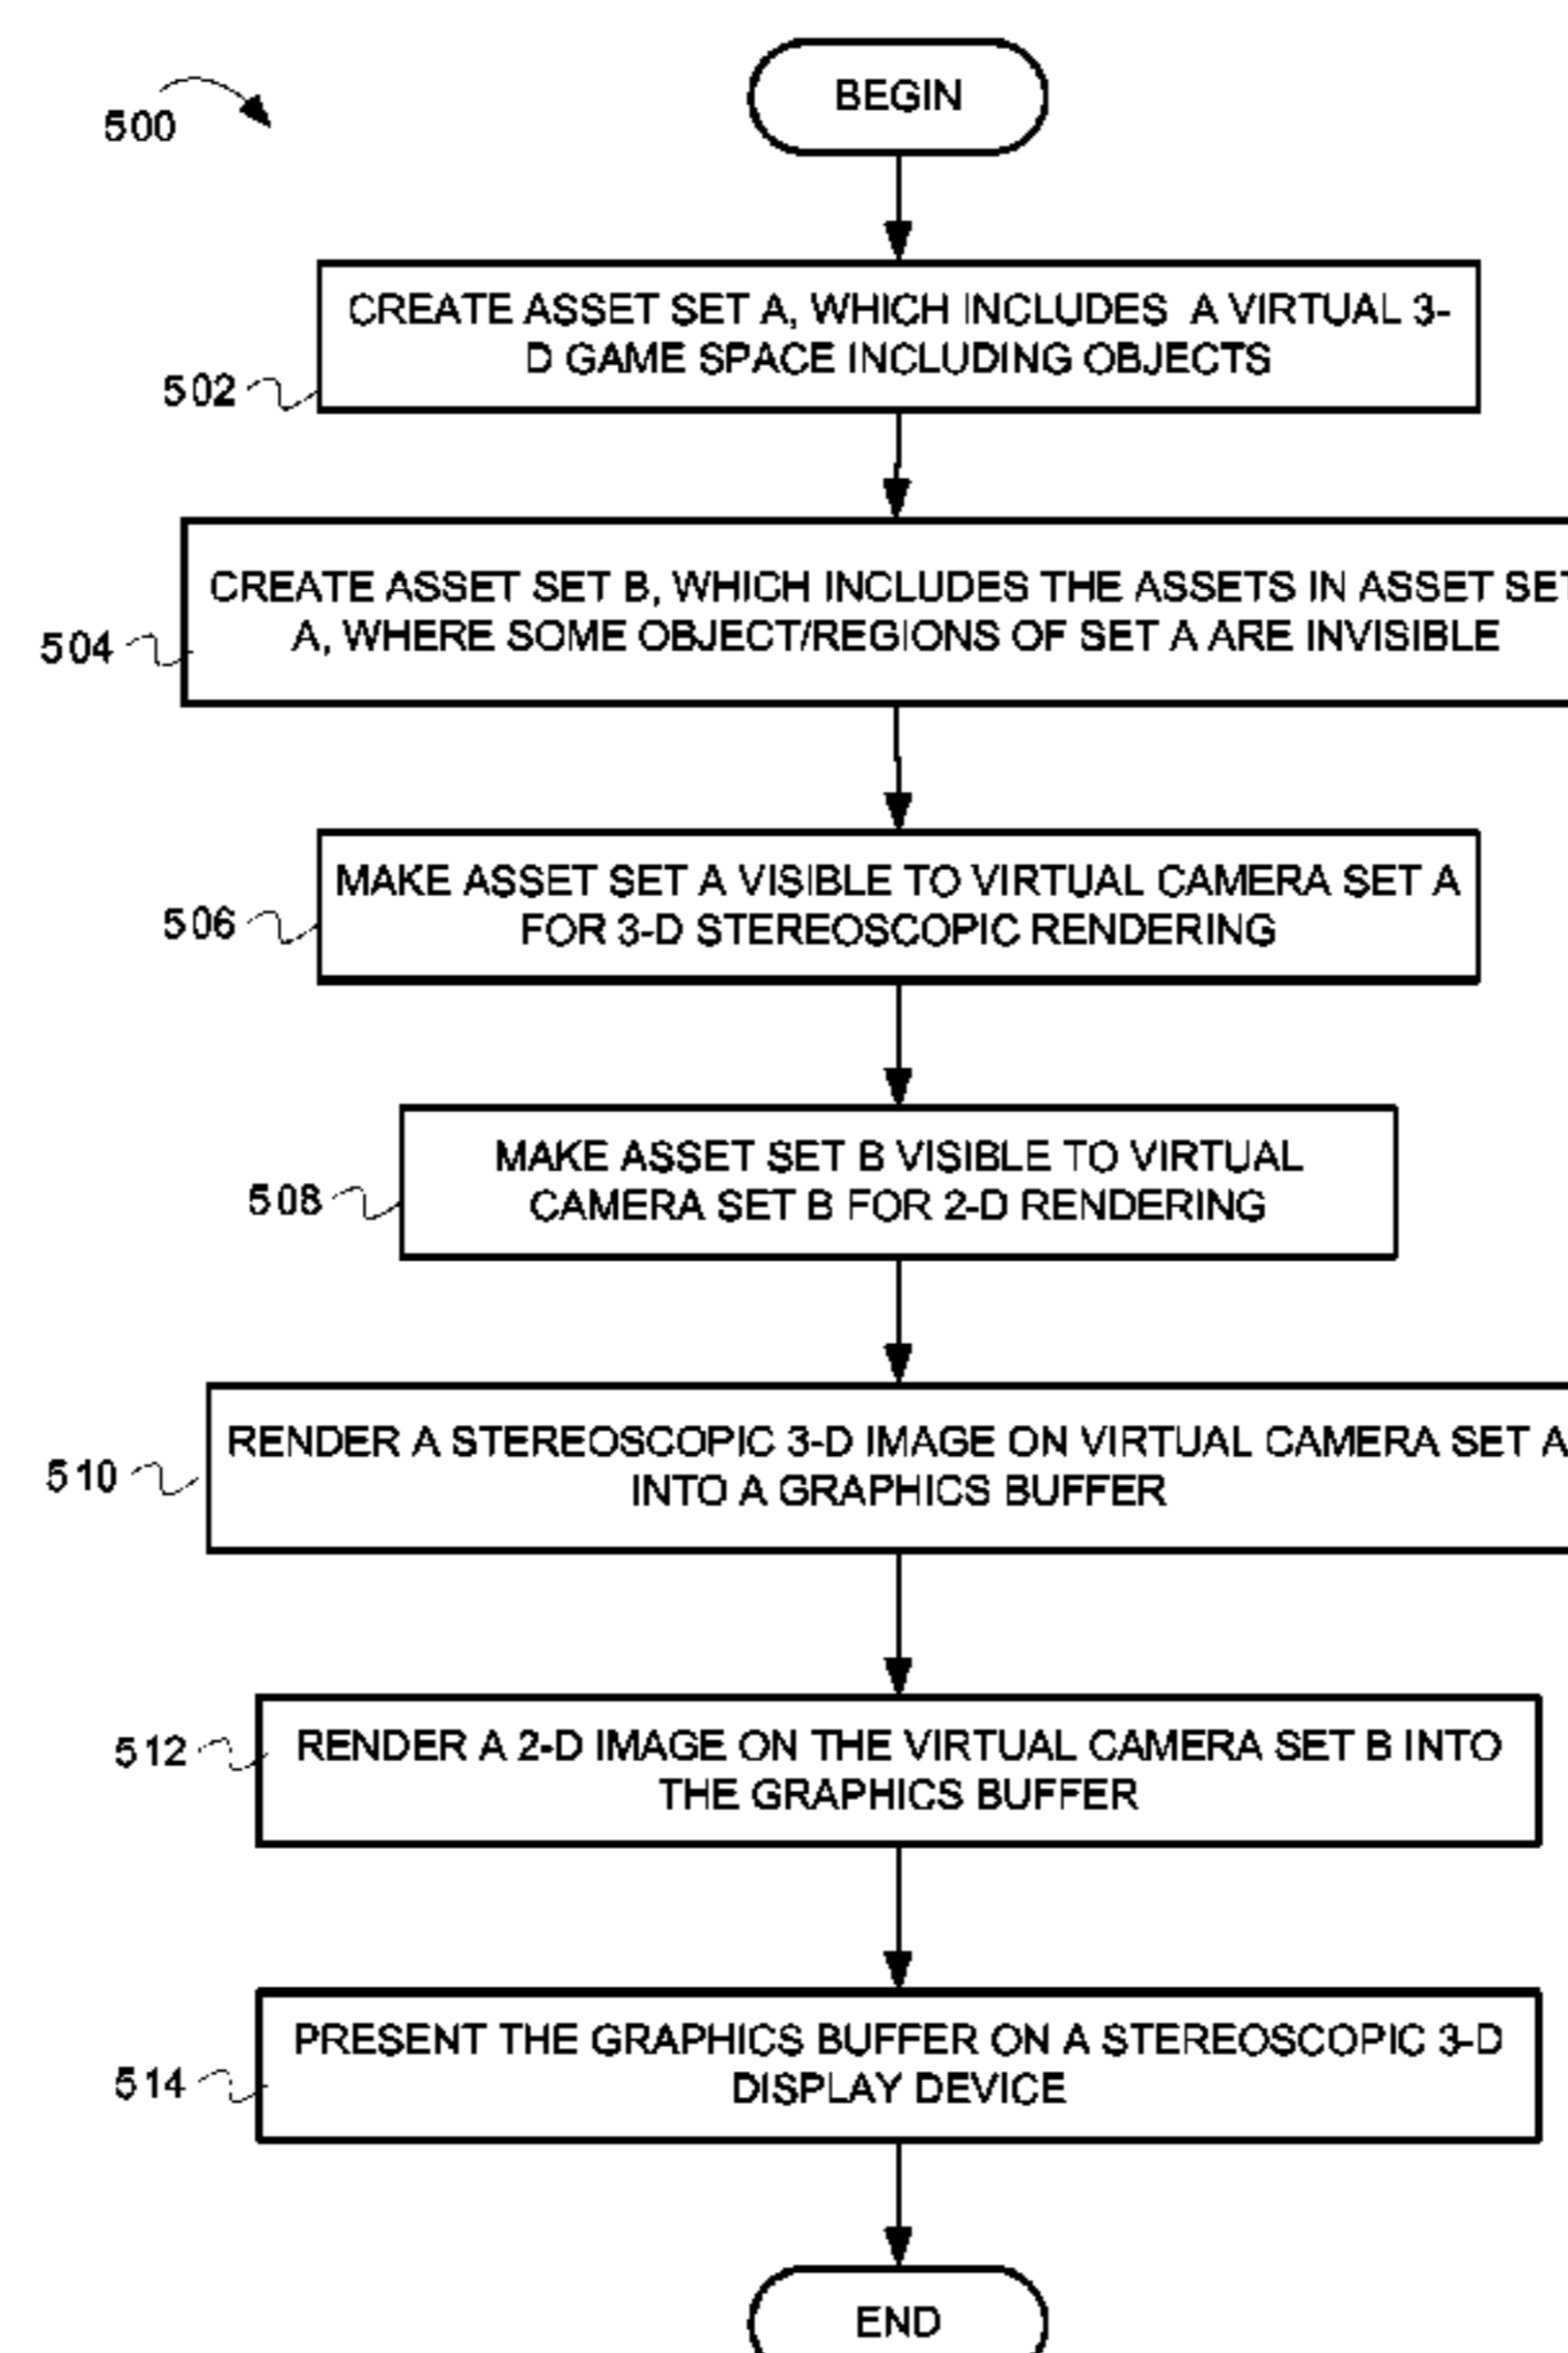 500
BEGIN
CREATE ASSET SET A, WHICH INCLUDES A VIRTUAL 3-
D GAME SPACE INCLUDING OBJECTS
502
CREATE ASSET SET B, WHICH INCLUDES THE ASSETS IN ASSET SET
A, WHERE SOME OBJECT/REGIONS OF SET A ARE INVISIBLE
504
MAKE ASSET SET A VISIBLE TO VIRTUAL CAMERA SET A
FOR 3-D STEREOSCOPIC RENDERING
506
MAKE ASSET SET B VISIBLE TO VIRTUAL
CAMERA SET B FOR 2-D RENDERING
508
RENDER A STEREOSCOPIC 3-D IMAGE ON VIRTUAL CAMERA SET A
INTO A GRAPHICS BUFFER
510
RENDER A 2-D IMAGE ON THE VIRTUAL CAMERA SET B INTO
THE GRAPHICS BUFFER
512
PRESENT THE GRAPHICS BUFFER ON A STEREOSCOPIC 3-D
DISPLAY DEVICE
514
END